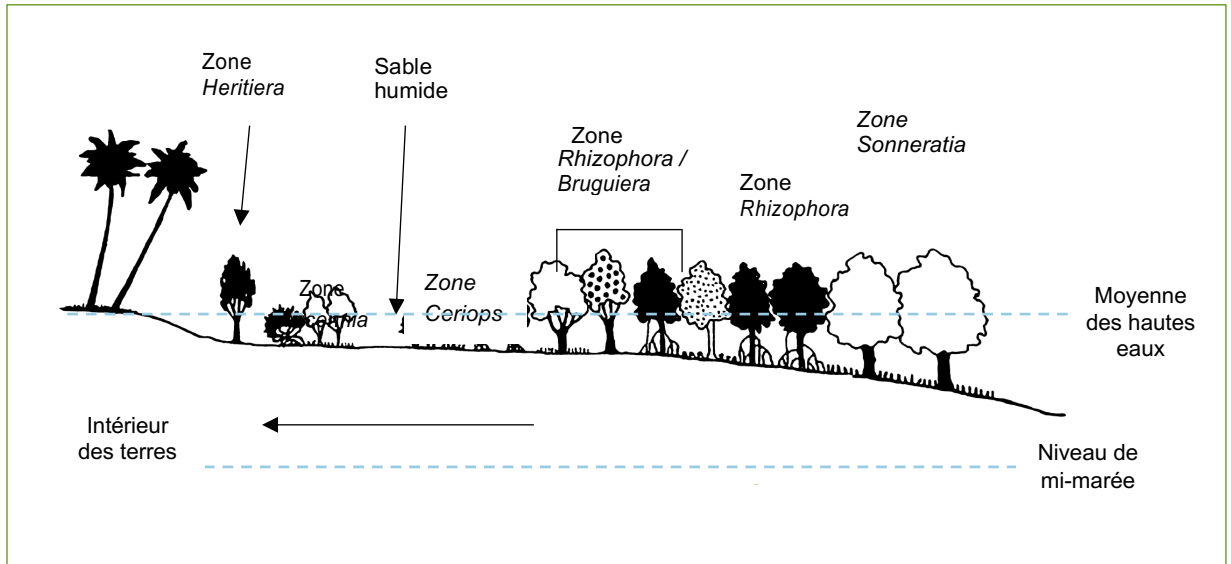 Zone
Heritiera
Sable
humide
Zone
Rhizophora /
Bruguiera
Zone
Sonneratia
Zone
Rhizophora
Zone
Zone
Ceriops
Moyenne
des hautes
eaux
Intérieur
des terres
Niveau de
mi-marée